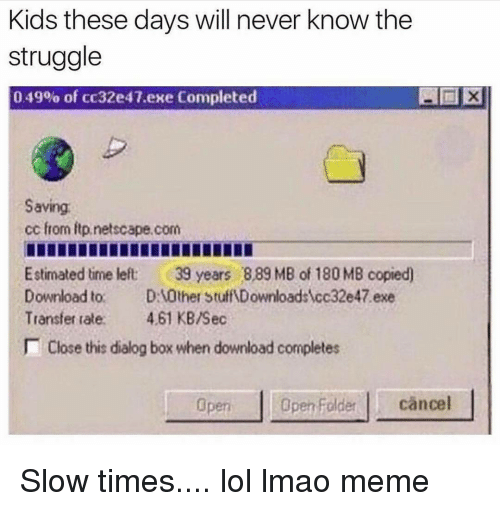 Kids these days will never know the
struggle
0.49% of cc32e47.exe Completed
Saving:
cc from ftp.netscape.com
Estimated time left: 39 years 8,89 MB of 180 MB copied)
Download to: D:\Other Stuff\Downloads\cc32e47.exe
Transfer rate: 4,61 KB/Sec
Close this dialog box when download completes
Open Open Folder cancel
Slow times.... lol lmao meme